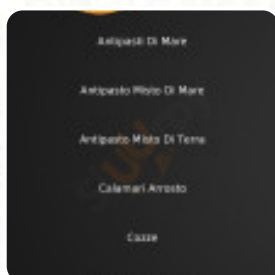 Antipasti Di Mare
Antipasto Misto Di Mare
Antipasto Misto Di Terra
Calamari Arrosto
Cozze